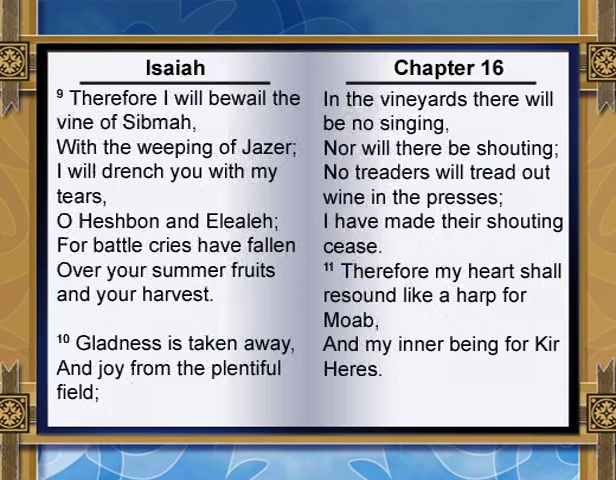 Isaiah
⁹ Therefore I will bewail the
vine of Sibmah,
With the weeping of Jazer;
I will drench you with my
tears,
O Heshbon and Elealeh;
For battle cries have fallen
Over your summer fruits
and your harvest.
¹⁰ Gladness is taken away,
And joy from the plentiful
field;
Chapter 16
In the vineyards there will
be no singing,
Nor will there be shouting;
No treaders will tread out
wine in the presses;
I have made their shouting
cease.
¹¹ Therefore my heart shall
resound like a harp for
Moab,
And my inner being for Kir
Heres.